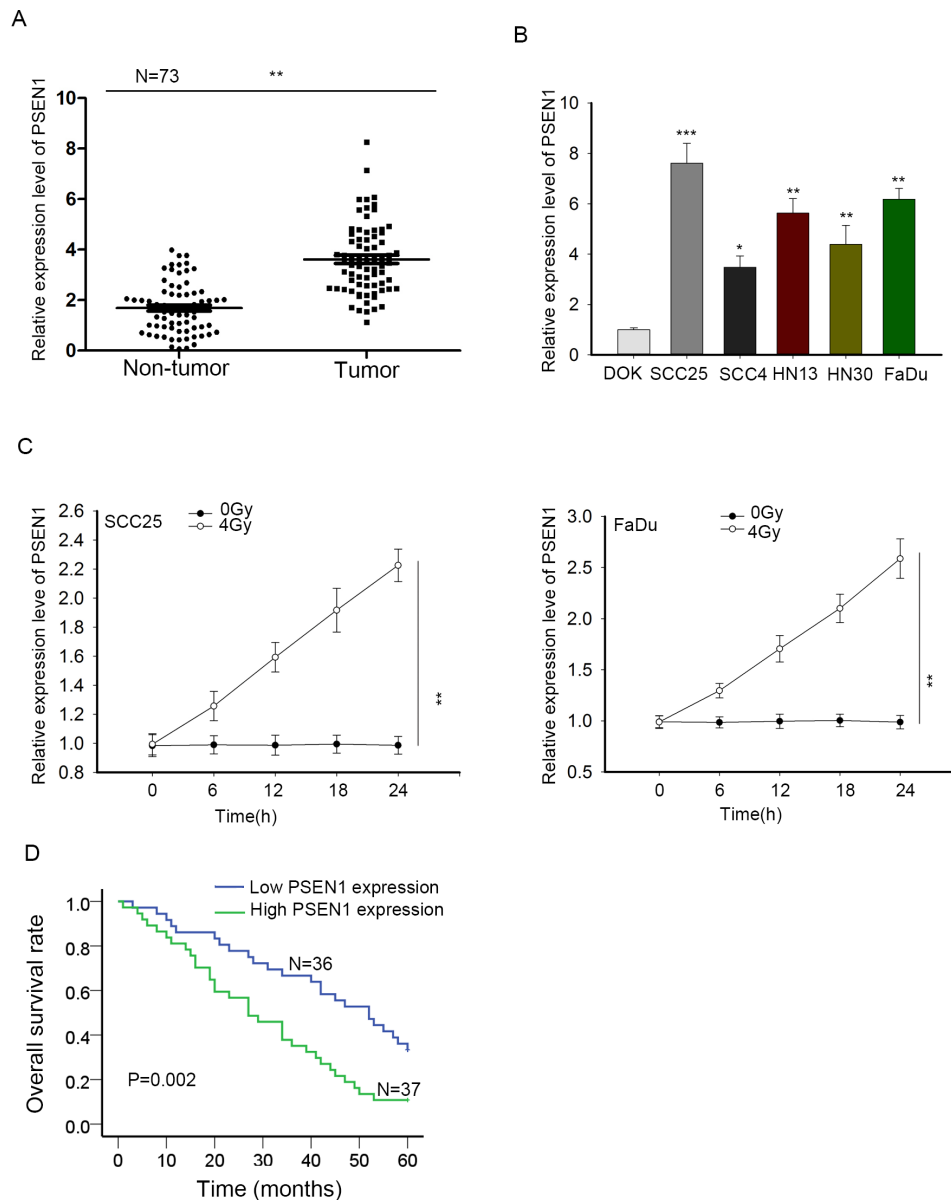 A
N=73 **
Relative expression level of PSEN1
10
8
6
4
2
0
Non-tumor Tumor
B
Relative expression level of PSEN1
10
8
6
4
2
0
*** * ** ** **
DOK SCC25 SCC4 HN13 HN30 FaDu
C
Relative expression leve of PSEN1
2.6
2.4
2.2
2.0
1.8
1.6
1.4
1.2
1.0
0.8
SCC25
0Gy
4Gy
**
0 6 12 18 24
Time(h)
Relative expression level of PSEN1
3.0
2.5
2.0
1.5
1.0
0.5
FaDu
0Gy
4Gy
**
0 6 12 18 24
Time(h)
D
Low PSEN1 expression
High PSEN1 expression
Overall survival rate
1.0
0.8
0.6
0.4
0.2
0.0
N=36
N=37
P=0.002
0 10 20 30 40 50 60
Time (months)